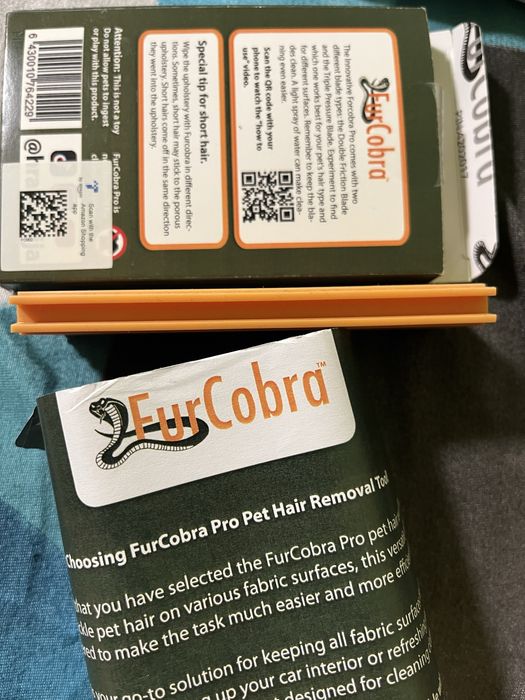 FurCobra
The innovative Forcobra Pro comes with two
different blade types: the Double Friction Blade
and the Triple Pressure Blade. Experiment to find
which one works best for your pet's hair type and
for different surfaces. Remember to keep the bla-
des clean. A light spray of water can make clea-
ning even easier.
Scan the QR code with your
phone to watch the "how to
use" video.
Special tip for short hair.
Wipe the upholstery with Furcobra in different direc-
tions. Sometimes, short hair may stick to the porous
upholstery. Short hairs come off in the same direction
they went into the upholstery.
Attention: This is not a toy
Do not allow pets to ingest
or play with this product.
FurCobra Pro is
6 430010 764229
Scan with the
Amazon Shopping
app
FurCobra™
Choosing FurCobra Pro Pet Hair Removal Tool
you have selected the FurCobra Pro pet
pet hair on various fabric surfaces, this
to make the task much easier and more
go-to solution for keeping all fabric
up your car interior or
designed for cleaning